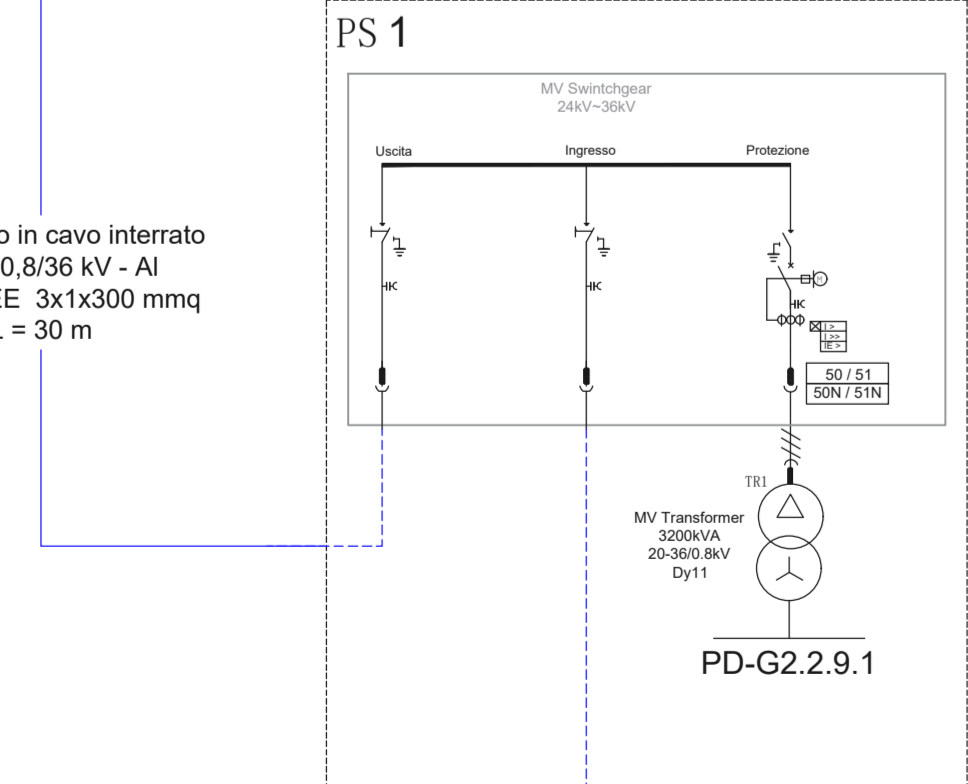 PS 1
MV Swintchgear
24kV~36kV
Uscita
Ingresso
Protezione
o in cavo interrato
0,8/36 kV - Al
EE 3x1x300 mmq
= 30 m
M
I >
I >>
IE >
50 / 51
50N / 51N
TR1
MV Transformer
3200kVA
20-36/0.8kV
Dy11
PD-G2.2.9.1